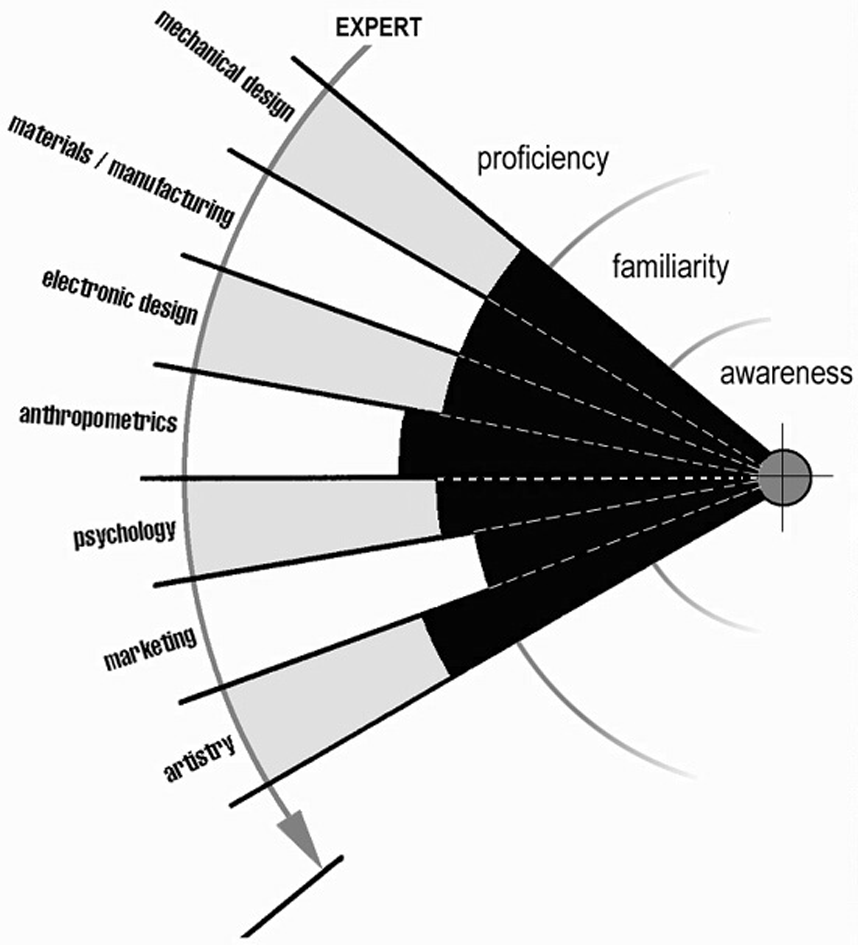 EXPERT
mechanical design
materials / manufacturing
electronic design
anthropometrics
psychology
marketing
artistry
proficiency
familiarity
awareness